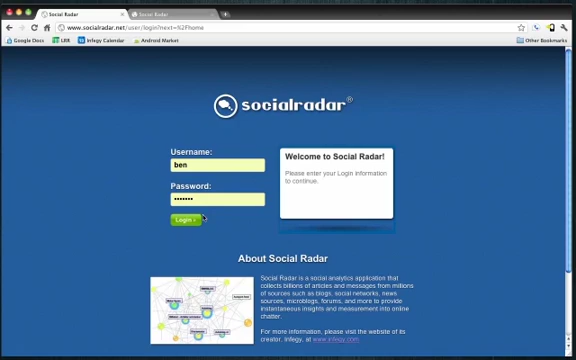 Social Radar
Social Radar
www.socialradar.net/user/login?next=%2Fhome
Google Docs
Infegy Calendar
Android Market
Other Bookmarks
socialradar®
Username:
ben
Password:
•••••••
Login ›
Welcome to Social Radar!
Please enter your Login information
to continue.
About Social Radar
Social Radar is a social analytics application that
collects billions of articles and messages from millions
of sources such as blogs, social networks, news
sources, microblogs, forums, and more to provide
instantaneous insights and measurement into online
chatter.
For more information, please visit the website of its
creator, Infegy, at www.infegy.com.